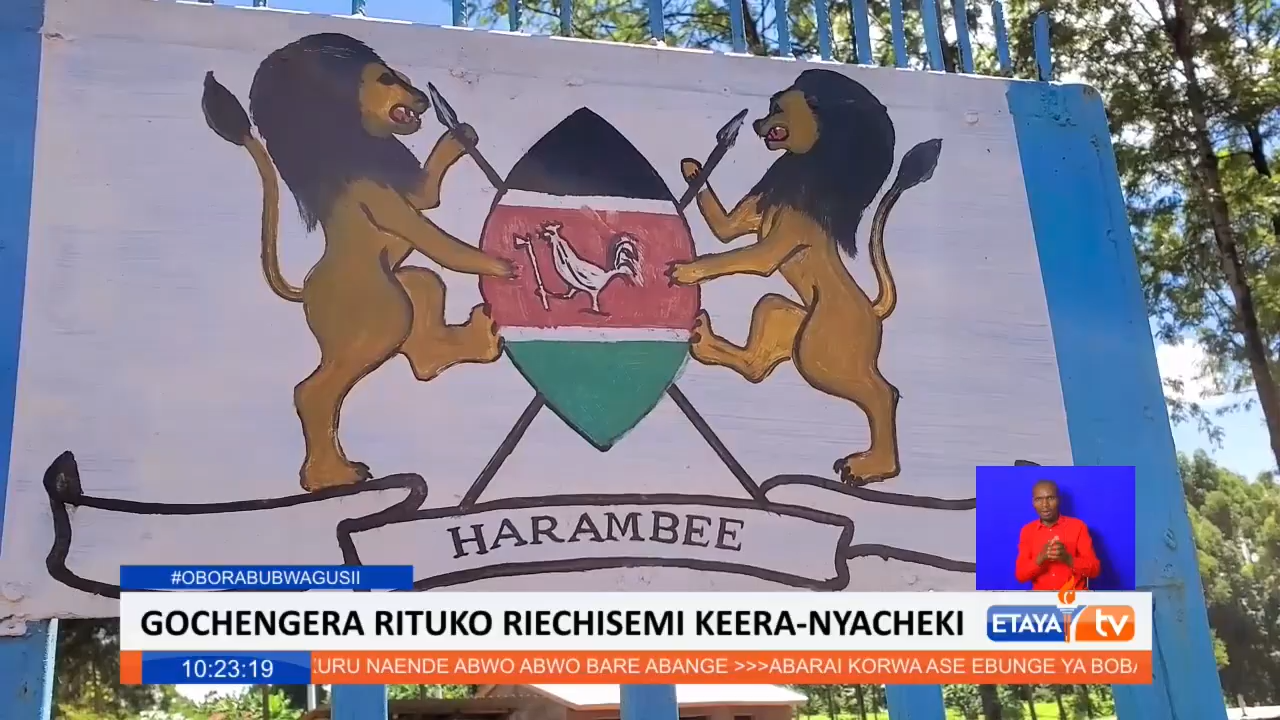 HARAMBEE
#OBORABUBWAGUSII
GOCHENGERA RITUKO RIECHISEMI KEERA-NYACHEKI
ETAYA tv
10:23:19
NAENDE ABWO ABWO BARE ABANGE >>>ABARAI KORWA ASE EBUNGE YA